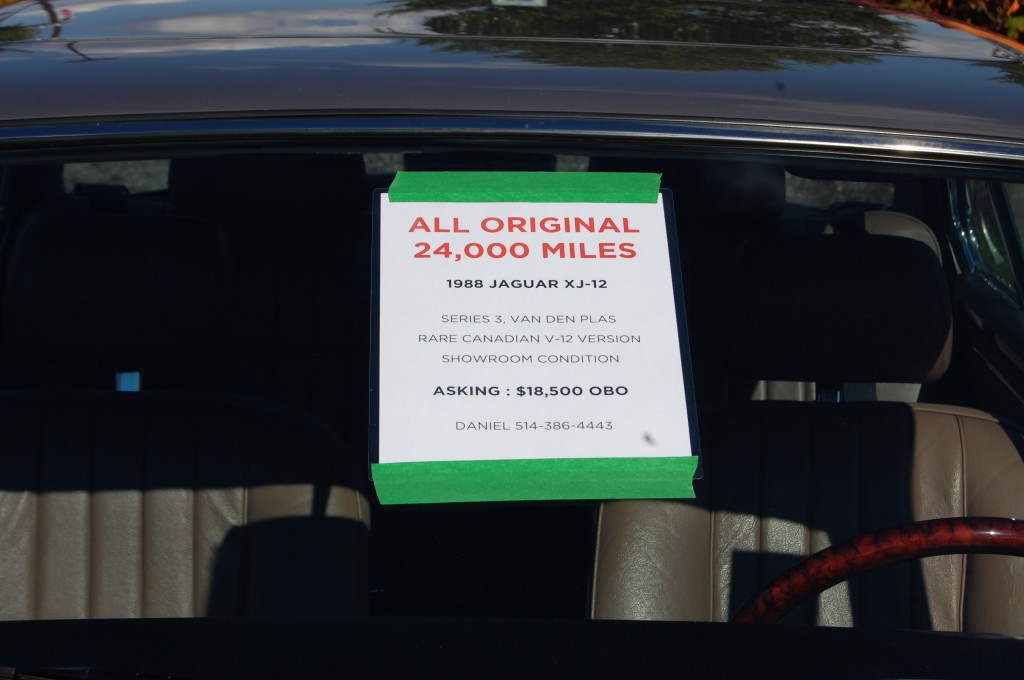 ALL ORIGINAL
24,000 MILES
1988 JAGUAR XJ-12
SERIES 3, VAN DEN PLAS
RARE CANADIAN V-12 VERSION
SHOWROOM CONDITION
ASKING : $18,500 OBO
DANIEL 514-386-4443